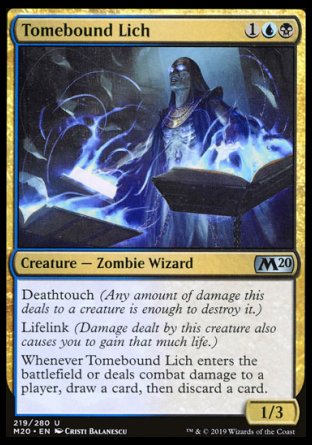 Tomebound Lich 1
Creature — Zombie Wizard M20
Deathtouch (Any amount of damage this
deals to a creature is enough to destroy it.)
Lifelink (Damage dealt by this creature also
causes you to gain that much life.)
Whenever Tomebound Lich enters the
battlefield or deals combat damage to a
player, draw a card, then discard a card.
1/3
219/280 U
M20 • EN Cristi Balanescu ™ & © 2019 Wizards of the Coast